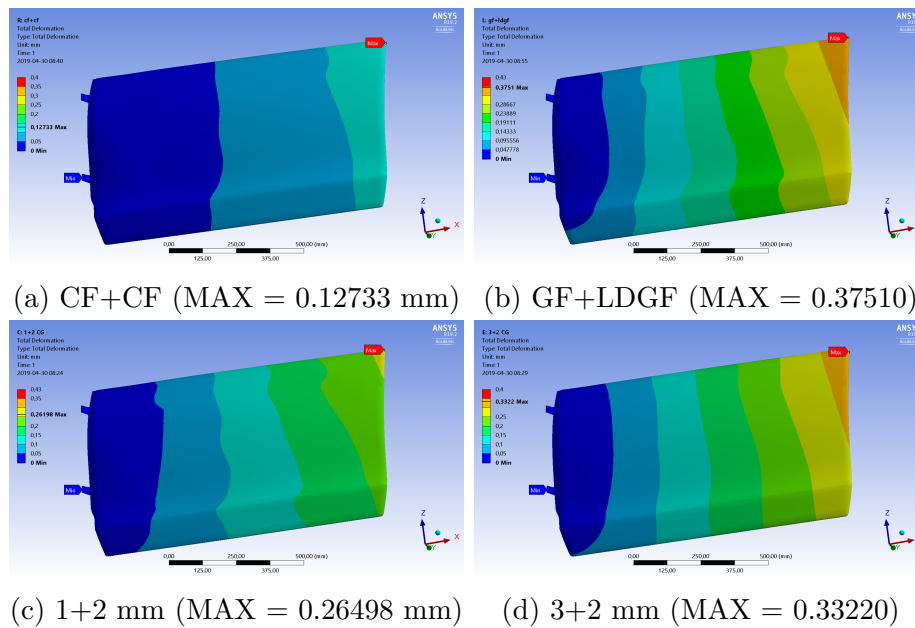 R: cf+cf
Total Deformation
Type: Total Deformation
Unit: mm
Time: 1
2019-04-30 08:40
0,4
0,35
0,3
0,25
0,2
0,12733 Max
0,05
0 Min
Max
Min
ANSYS
R19.2
Academic
Z
X
Y
0,00
250,00
500,00 (mm)
125,00
375,00
gf+ldgf
Total Deformation
Type: Total Deformation
Unit: mm
Time: 1
2019-04-30 08:55
0,43
0,3751 Max
0,28667
0,23889
0,19111
0,14333
0,095556
0,047778
0 Min
Max
Min
ANSYS
R19.2
Academic
Z
X
Y
0,00
250,00
500,00 (mm)
125,00
375,00
(a) CF+CF (MAX = 0.12733 mm)
(b) GF+LDGF (MAX = 0.37510)
C: 1+2 CG
Total Deformation
Type: Total Deformation
Unit: mm
Time: 1
2019-04-30 08:24
0,43
0,35
0,26198 Max
0,2
0,15
0,1
0,05
0 Min
Max
Min
ANSYS
R19.2
Academic
Z
X
Y
0,00
250,00
500,00 (mm)
125,00
375,00
E: 3+2 CG
Total Deformation
Type: Total Deformation
Unit: mm
Time: 1
2019-04-30 08:29
0,4
0,3322 Max
0,25
0,2
0,15
0,1
0,05
0 Min
Max
Min
ANSYS
R19.2
Academic
Z
X
Y
0,00
250,00
500,00 (mm)
125,00
375,00
(c) 1+2 mm (MAX = 0.26498 mm)
(d) 3+2 mm (MAX = 0.33220)